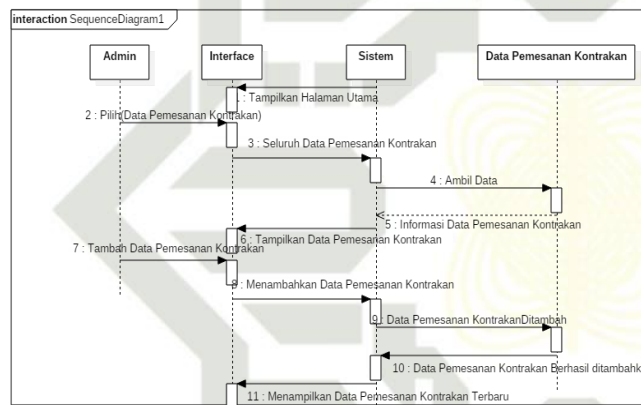 interaction SequenceDiagram1
Admin
Interface
Sistem
Data Pemesanan Kontrakan
1 : Tampilkan Halaman Utama
2 : Pilih(Data Pemesanan Kontrakan)
3 : Seluruh Data Pemesanan Kontrakan
4 : Ambil Data
5 : Informasi Data Pemesanan Kontrakan
6 : Tampilkan Data Pemesanan Kontrakan
7 : Tambah Data Pemesanan Kontrakan
8 : Menambahkan Data Pemesanan Kontrakan
9 : Data Pemesanan KontrakanDitambah
10 : Data Pemesanan Kontrakan Berhasil ditambahk
11 : Menampilkan Data Pemesanan Kontrakan Terbaru